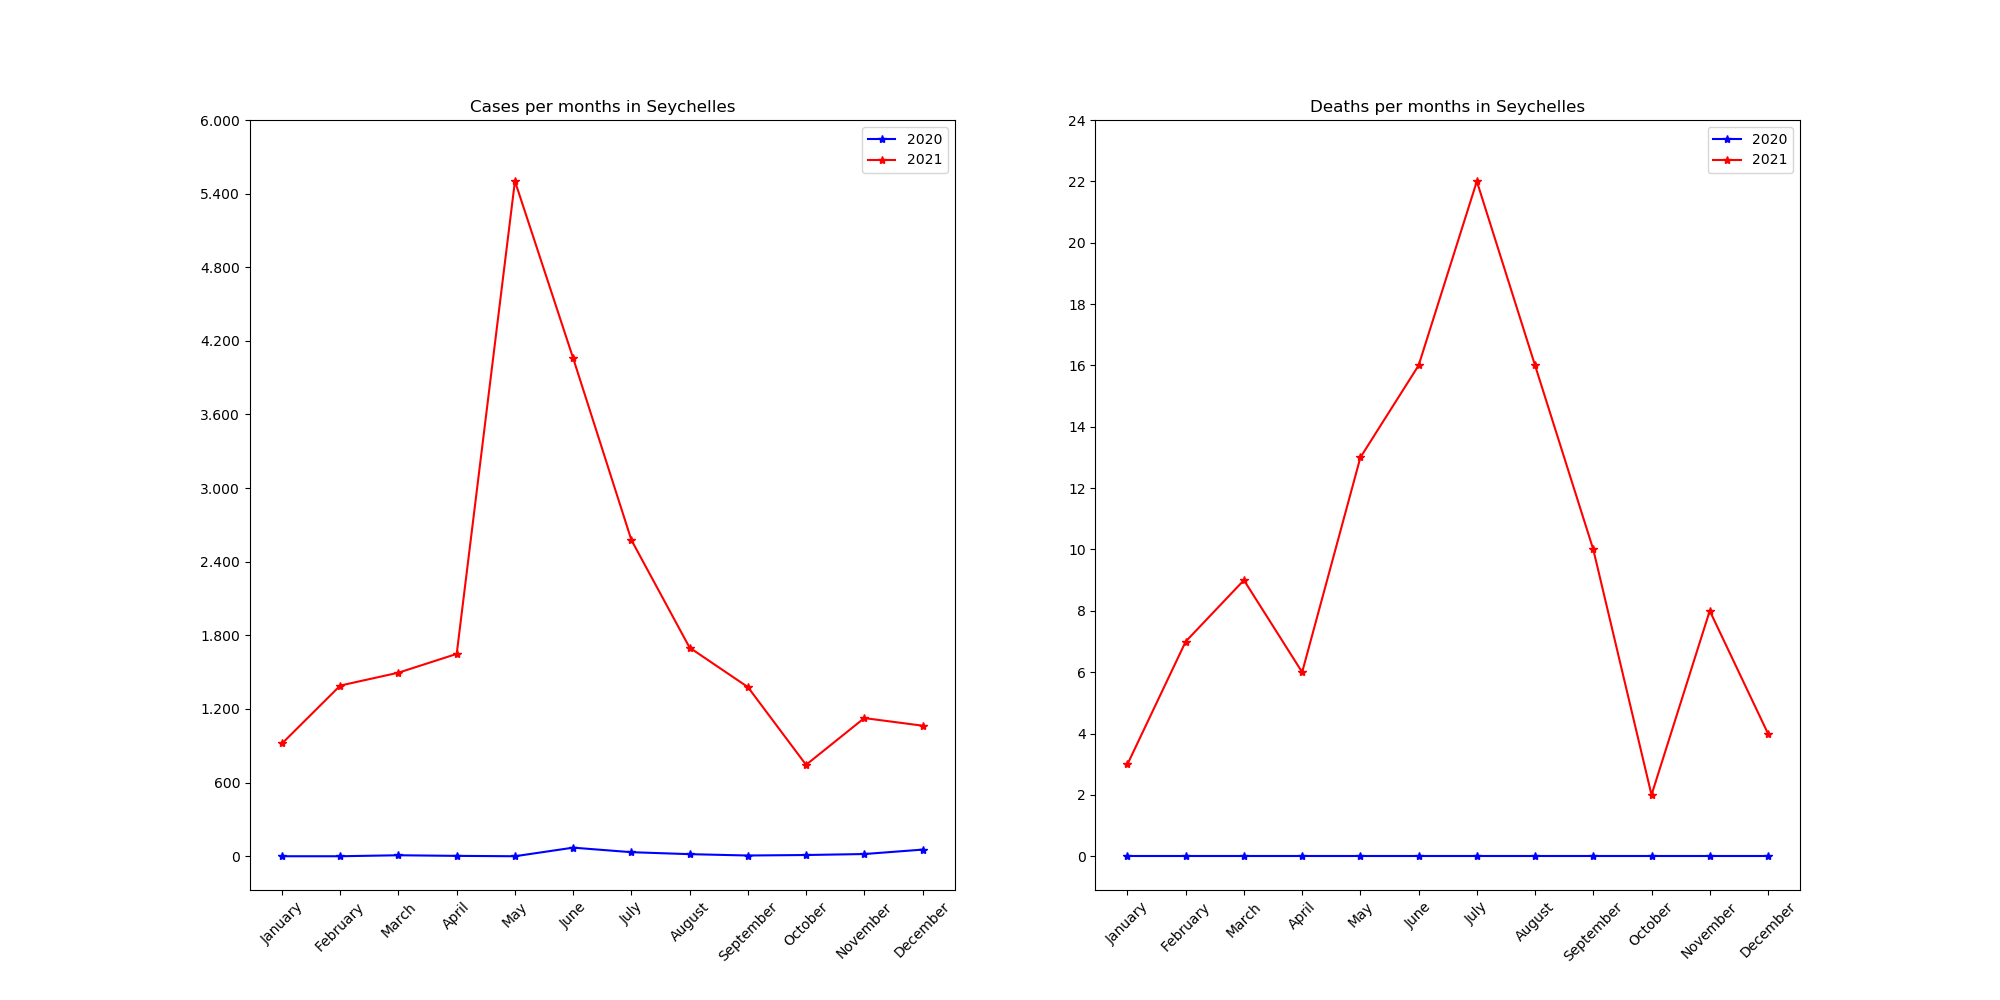 Cases per months in Seychelles
6.000
5.400
4.800
4.200
3.600
3.000
2.400
1.800
1.200
600
0
2020
2021
January
February
March
April
May
June
July
August
September
October
November
December
Deaths per months in Seychelles
24
22
20
18
16
14
12
10
8
6
4
2
0
2020
2021
January
February
March
April
May
June
July
August
September
October
November
December